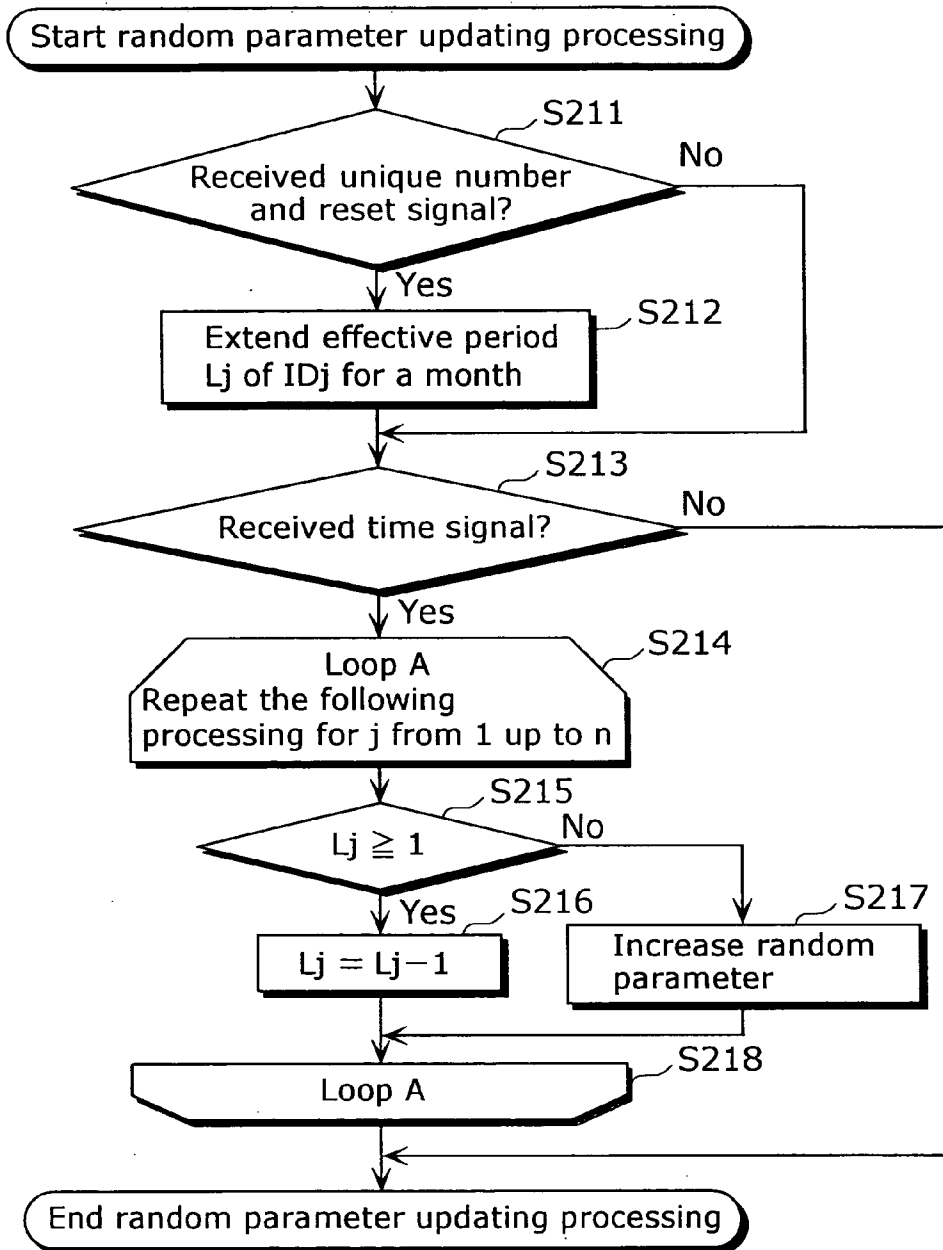 Start random parameter updating processing
S211
No
Received unique number
and reset signal?
Yes
S212
Extend effective period
Lj of IDj for a month
S213
No
Received time signal?
Yes
S214
Loop A
Repeat the following
processing for j from 1 up to n
S215
Lj ≧ 1
No
Yes
S216
S217
Lj = Lj−1
Increase random
parameter
S218
Loop A
End random parameter updating processing